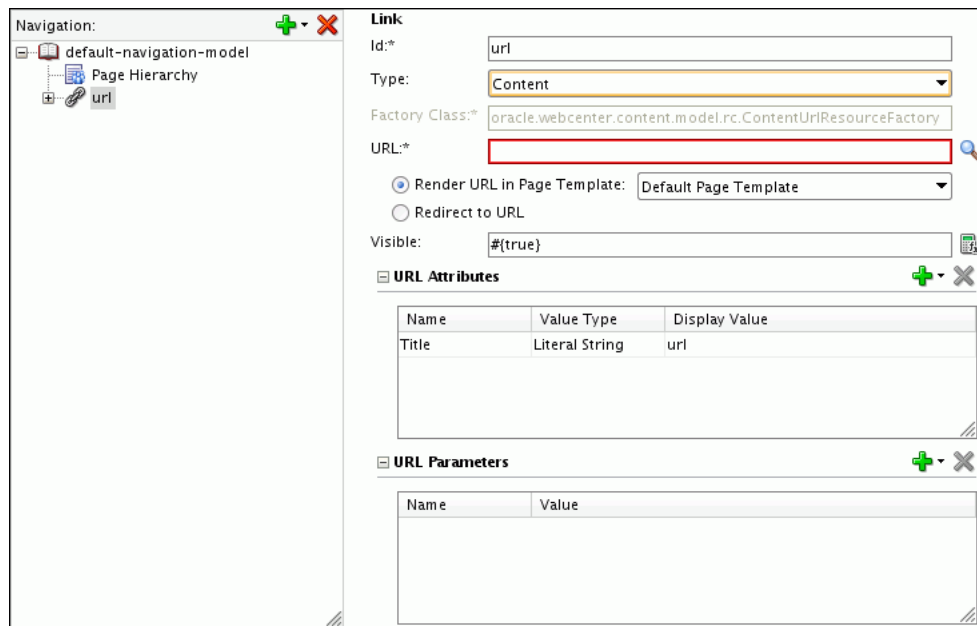 Navigation:
default-navigation-model
Page Hierarchy
url
Link
Id:* url
Type: Content
Factory Class:* oracle.webcenter.content.model.rc.ContentUrlResourceFactory
URL:*
Render URL in Page Template: Default Page Template
Redirect to URL
Visible: #{true}
URL Attributes
Name Value Type Display Value
Title Literal String url
URL Parameters
Name Value